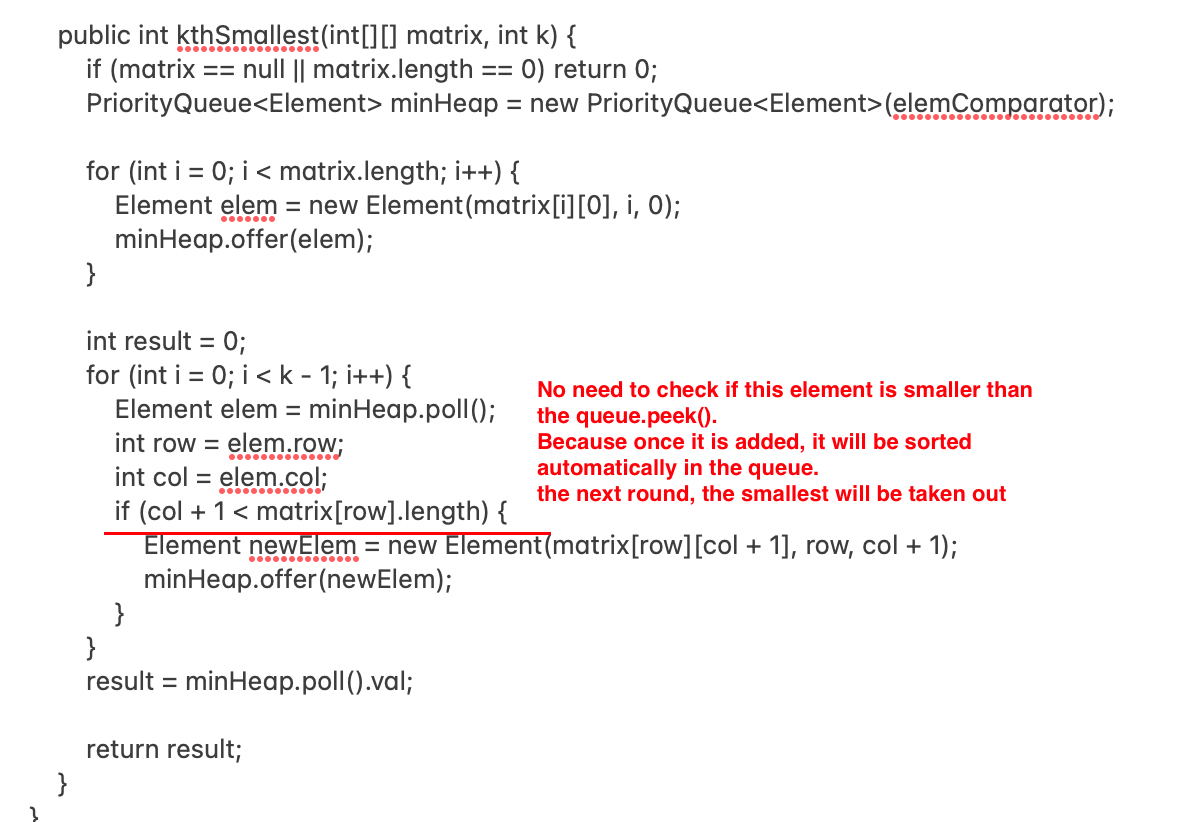 public int kthSmallest(int[][] matrix, int k) {
if (matrix == null || matrix.length == 0) return 0;
PriorityQueue<Element> minHeap = new PriorityQueue<Element>(elemComparator);
for (int i = 0; i < matrix.length; i++) {
Element elem = new Element(matrix[i][0], i, 0);
minHeap.offer(elem);
}
int result = 0;
for (int i = 0; i < k - 1; i++) {
Element elem = minHeap.poll();
int row = elem.row;
int col = elem.col;
if (col + 1 < matrix[row].length) {
No need to check if this element is smaller than
the queue.peek().
Because once it is added, it will be sorted
automatically in the queue.
the next round, the smallest will be taken out
Element newElem = new Element(matrix[row][col + 1], row, col + 1);
minHeap.offer(newElem);
}
}
result = minHeap.poll().val;
return result;
}
}